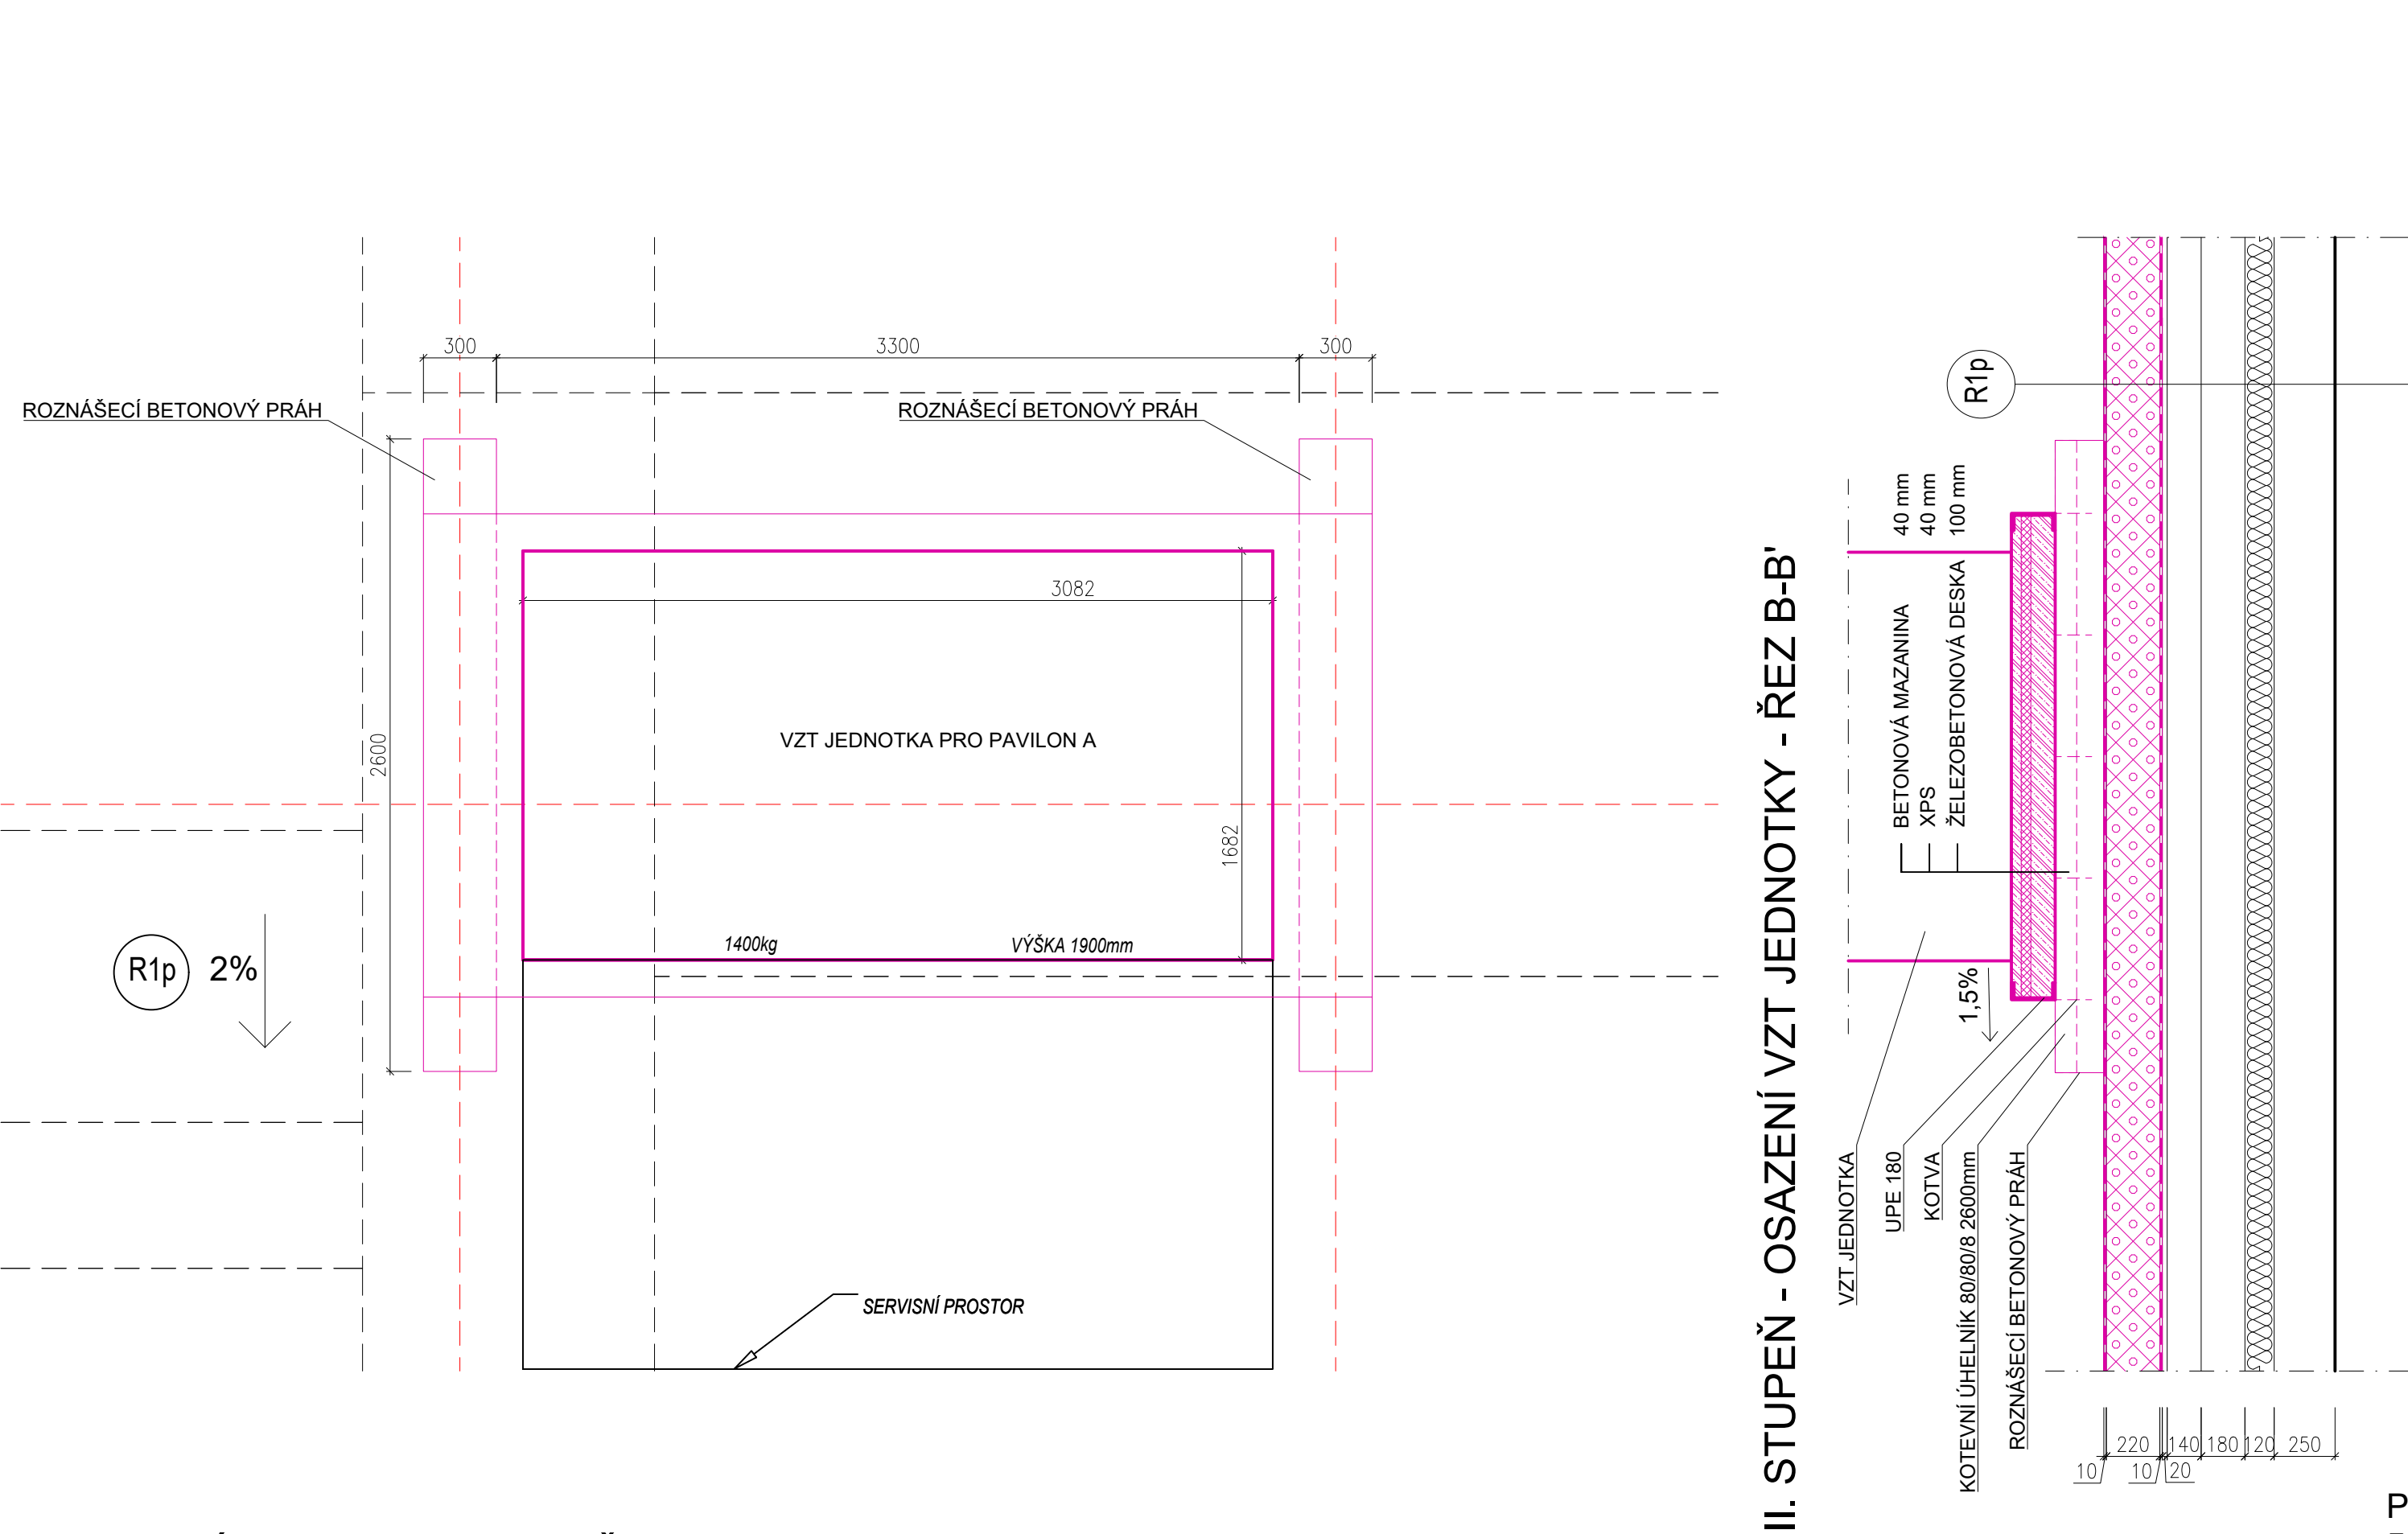 300
3300
300
ROZNÁŠECÍ BETONOVÝ PRÁH
ROZNÁŠECÍ BETONOVÝ PRÁH
2600
3082
VZT JEDNOTKA PRO PAVILON A
1682
1400kg
VÝŠKA 1900mm
R1p
2%
SERVISNÍ PROSTOR
II. STUPEŇ - OSAZENÍ VZT JEDNOTKY - ŘEZ B-B'
R1p
BETONOVÁ MAZANINA 40 mm
XPS 40 mm
ŽELEZOBETONOVÁ DESKA 100 mm
1,5%
VZT JEDNOTKA
UPE 180
KOTVA
KOTEVNÍ ÚHELNÍK 80/80/8 2600mm
ROZNÁŠECÍ BETONOVÝ PRÁH
220
140
180
120
250
10
10
20
P